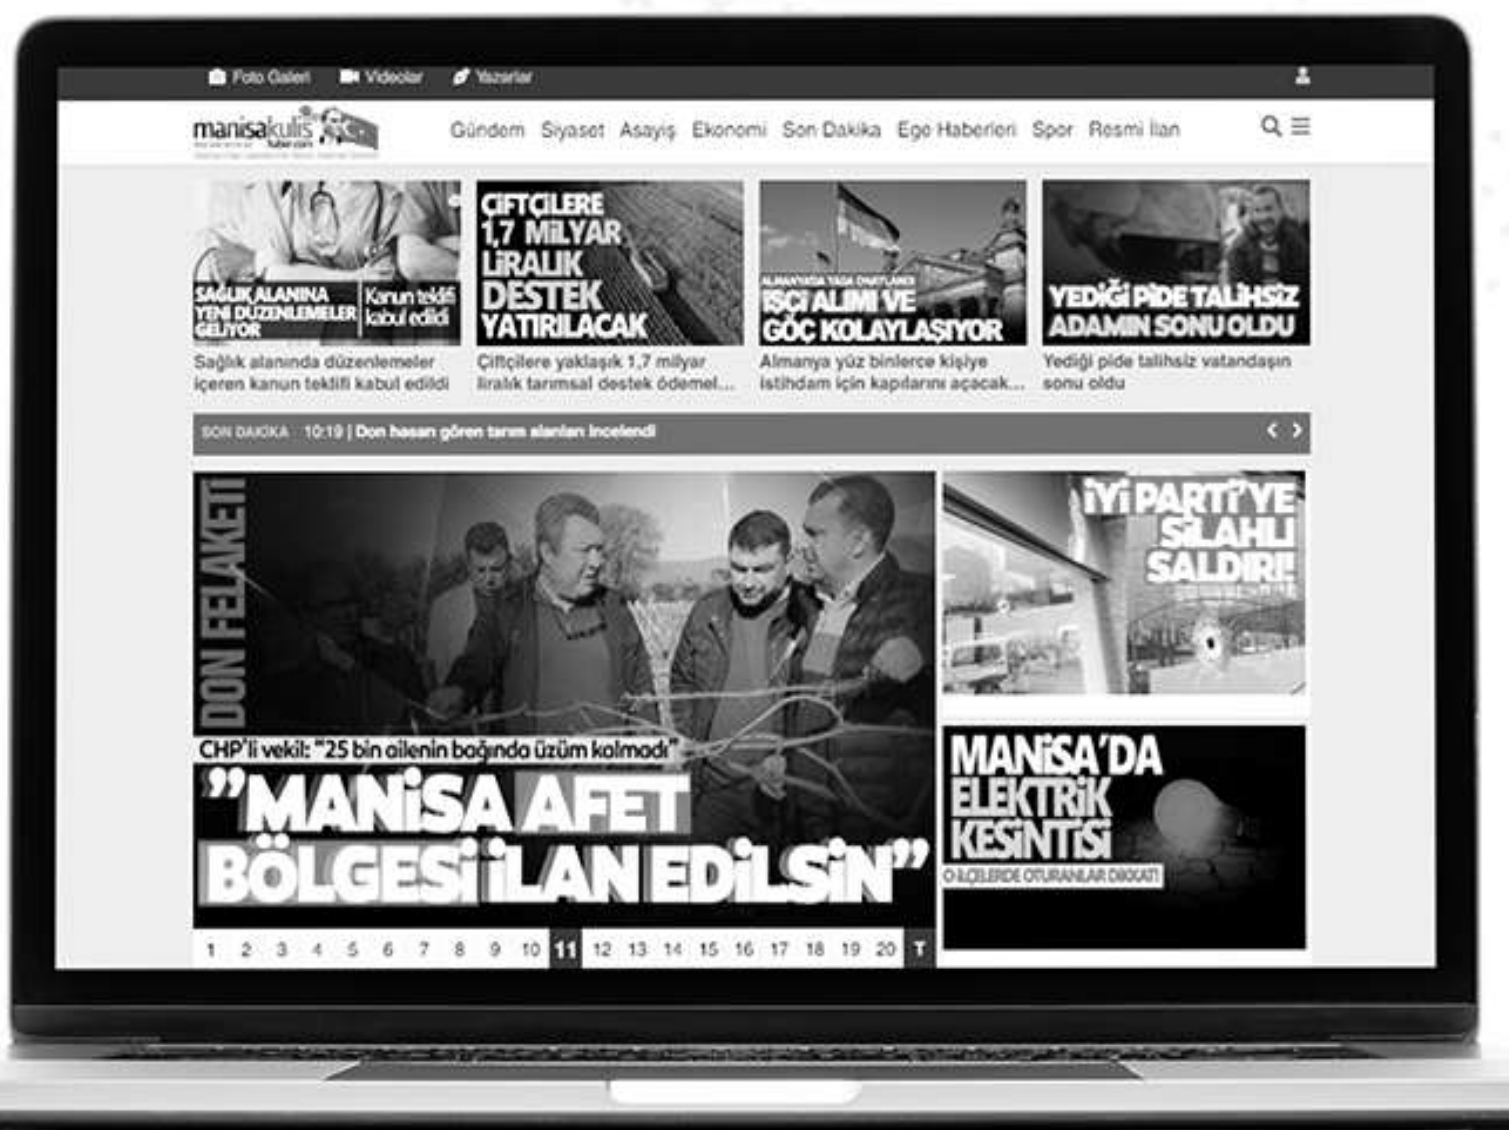 Foto Galeri Videolar Yazarlar
manisakulis
haber.com
Gündem Siyaset Asayiş Ekonomi Son Dakika Ege Haberleri Spor Resmi İlan
SAĞLIK ALANINA
YENİ DÜZENLEMELER
GELİYOR
Kanun teklifi
kabul edildi
Sağlık alanında düzenlemeler
içeren kanun teklifi kabul edildi
ÇİFTÇİLERE
1,7 MİLYAR
LİRALIK
DESTEK
YATIRILACAK
Çiftçilere yaklaşık 1,7 milyar
liralık tarımsal destek ödemel...
ALMANYA'DA YASA ONAYLANDI
İŞÇİ ALIMI VE
GÖÇ KOLAYLAŞIYOR
Almanya yüz binlerce kişiye
istihdam için kapılarını açacak...
YEDİĞİ PİDE TALİHSİZ
ADAMIN SONU OLDU
Yediği pide talihsiz vatandaşın
sonu oldu
SON DAKİKA 10:19 | Don hasarı gören tarım alanları incelendi
DON FELAKETİ
CHP'li vekil: "25 bin ailenin bağında üzüm kalmadı"
"MANİSA AFET
BÖLGESİ İLAN EDİLSİN"
1 2 3 4 5 6 7 8 9 10 11 12 13 14 15 16 17 18 19 20 T
İYİ PARTİ'YE
SİLAHLI
SALDIRI!
MANİSA'DA
ELEKTRİK
KESİNTİSİ
O İLÇELERDE OTURANLAR DİKKAT!